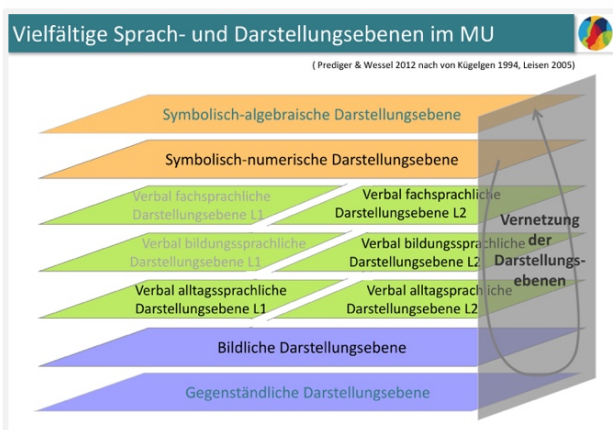 Vielfältige Sprach- und Darstellungsebenen im MU
( Prediger & Wessel 2012 nach von Kügelgen 1994, Leisen 2005)
Symbolisch-algebraische Darstellungsebene
Symbolisch-numerische Darstellungsebene
Verbal fachsprachliche
Darstellungsebene L1
Verbal fachsprachliche
Darstellungsebene L2
Verbal bildungssprachliche
Darstellungsebene L1
Verbal bildungssprachliche
Darstellungsebene L2
Verbal alltagssprachliche
Darstellungsebene L1
Verbal alltagsprachliche
Darstellungsebene L2
Vernetzung
der
Darstellungs-
ebenen
Bildliche Darstellungsebene
Gegenständliche Darstellungsebene